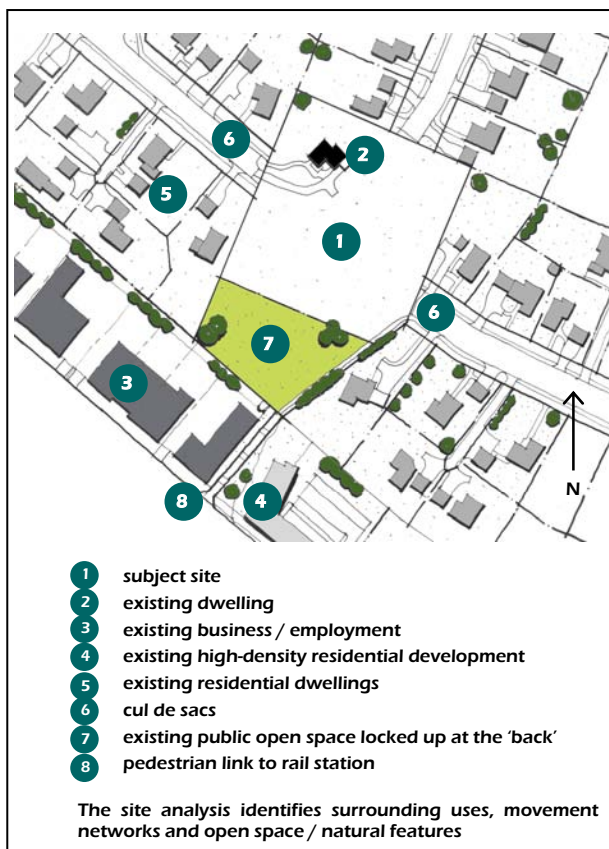 6
2
5
1
6
7
3
N
8
4
1 subject site
2 existing dwelling
3 existing business / employment
4 existing high-density residential development
5 existing residential dwellings
6 cul de sacs
7 existing public open space locked up at the ‘back’
8 pedestrian link to rail station
The site analysis identifies surrounding uses, movement
networks and open space / natural features